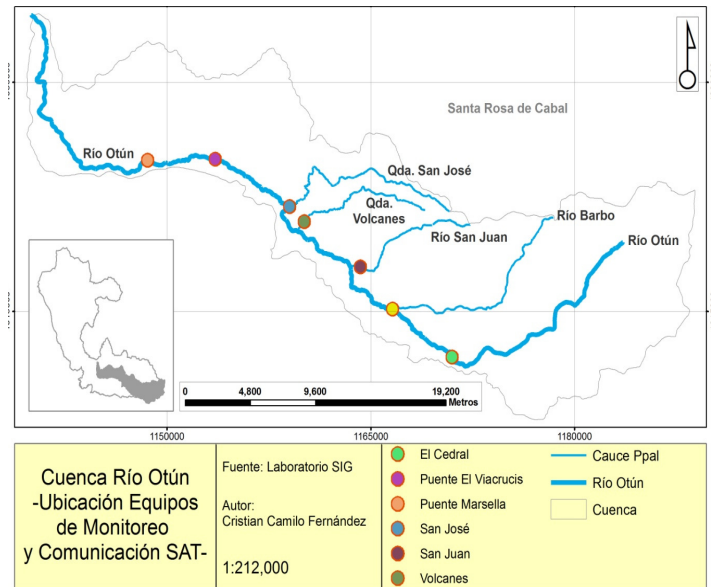 Santa Rosa de Cabal
Río Otún
Qda. San José
Qda.
Volcanes
Río Barbo
Río San Juan
Río Otún
0 4,800 9,600 19,200
Metros
1150000 1165000 1180000
Cuenca Río Otún
-Ubicación Equipos
de Monitoreo
y Comunicación SAT-
Fuente: Laboratorio SIG
Autor:
Cristian Camilo Fernández
1:212,000
El Cedral
Puente El Viacrucis
Puente Marsella
San José
San Juan
Volcanes
Cauce Ppal
Río Otún
Cuenca